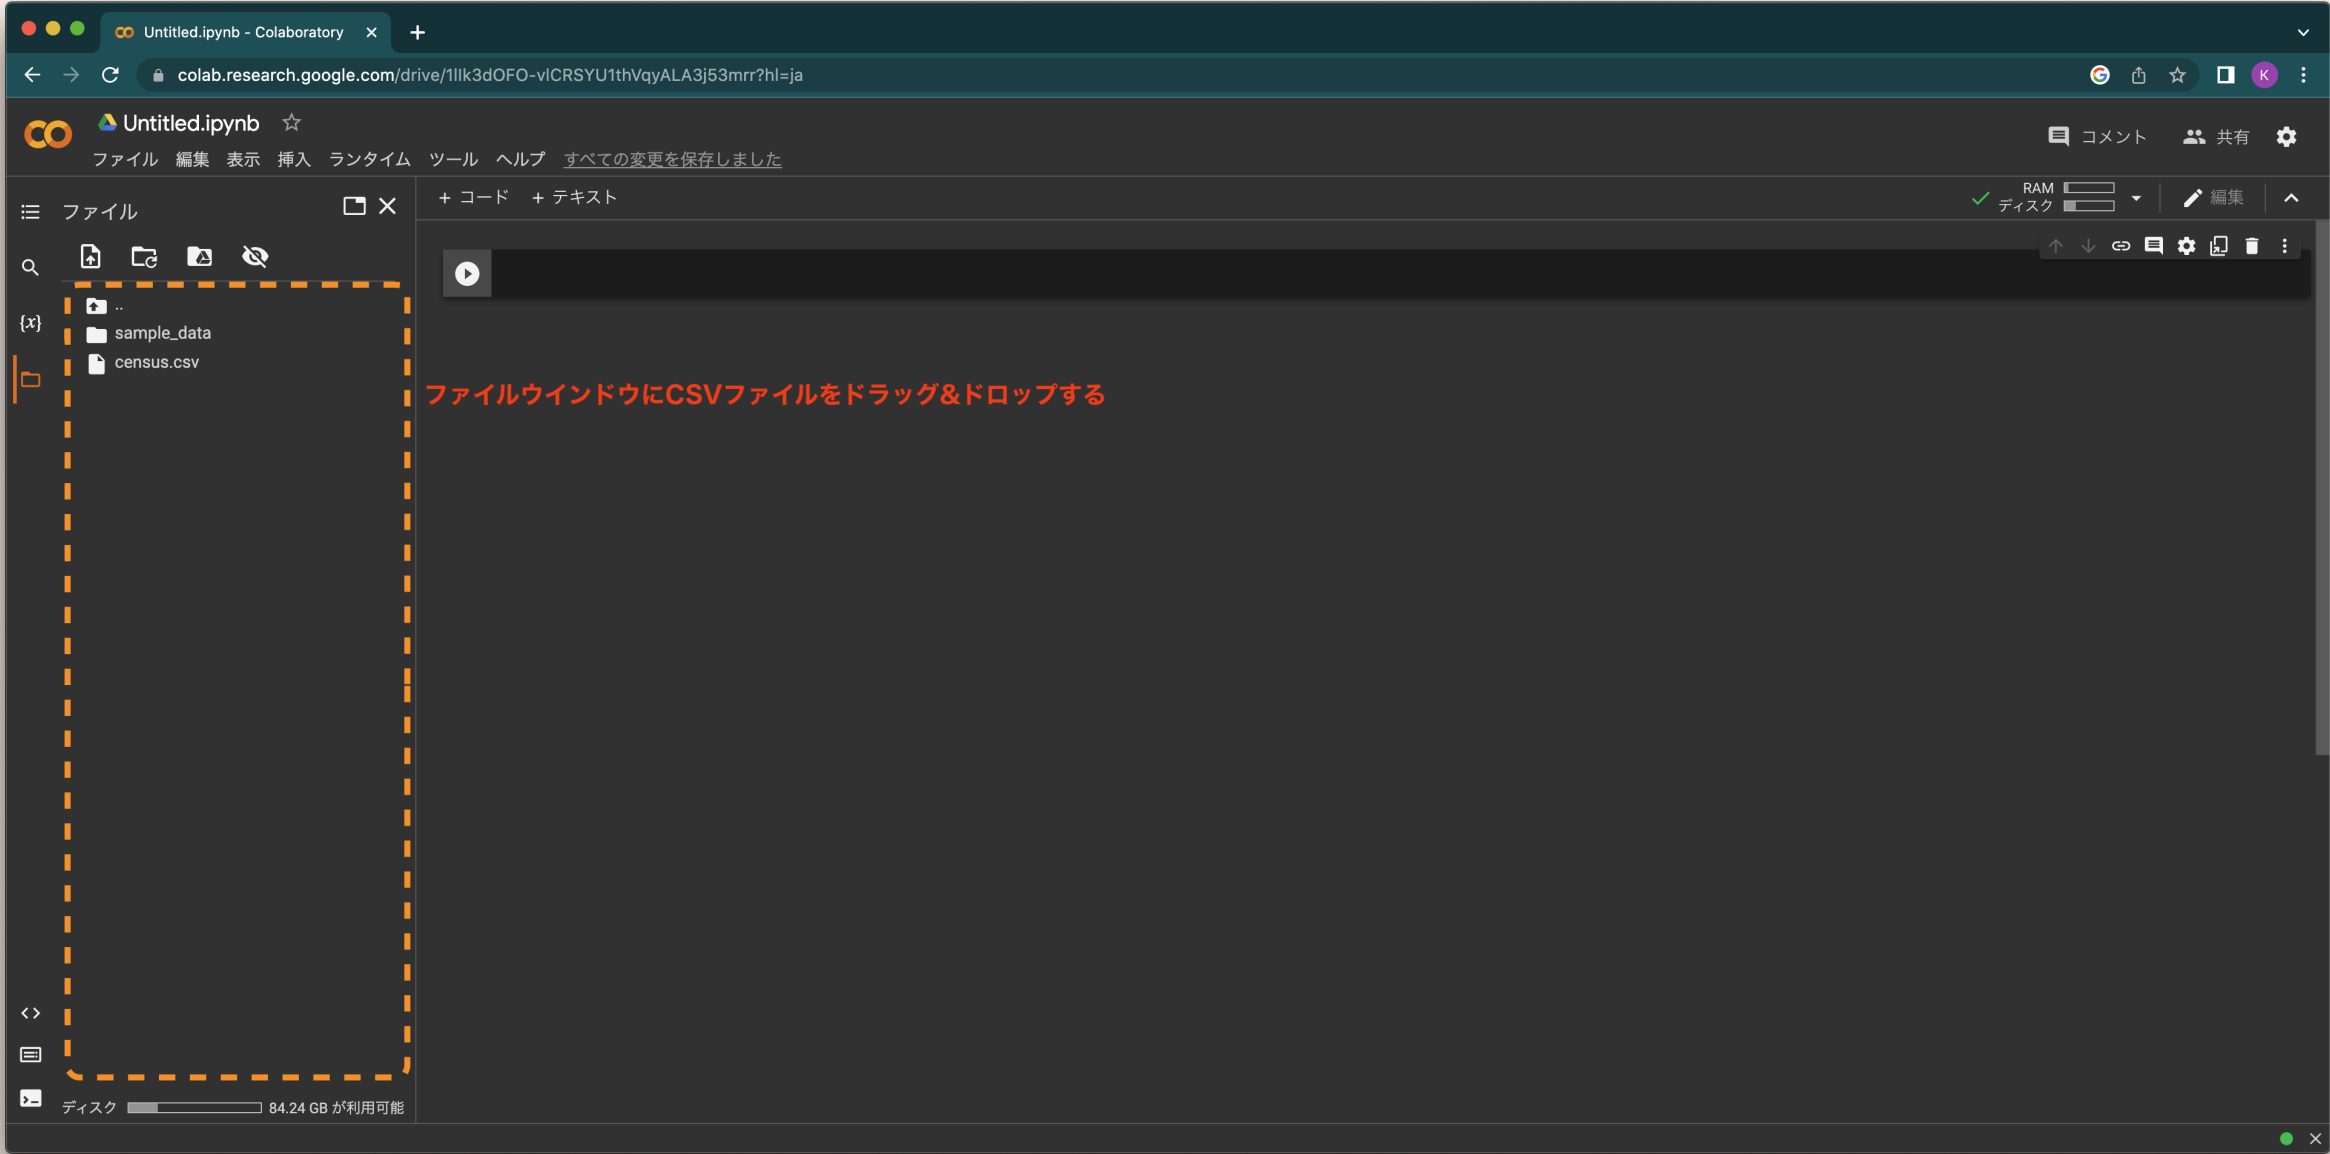 Untitled.ipynb - Colaboratory
colab.research.google.com/drive/1lIk3dOFO-vlCRSYU1thVqyALA3j53mrr?hl=ja
K
Untitled.ipynb
コメント 共有
ファイル 編集 表示 挿入 ランタイム ツール ヘルプ すべての変更を保存しました
ファイル
+ コード + テキスト
RAM
ディスク
編集
{x}
..
sample_data
census.csv
ファイルウインドウにCSVファイルをドラッグ&ドロップする
ディスク 84.24 GB が利用可能